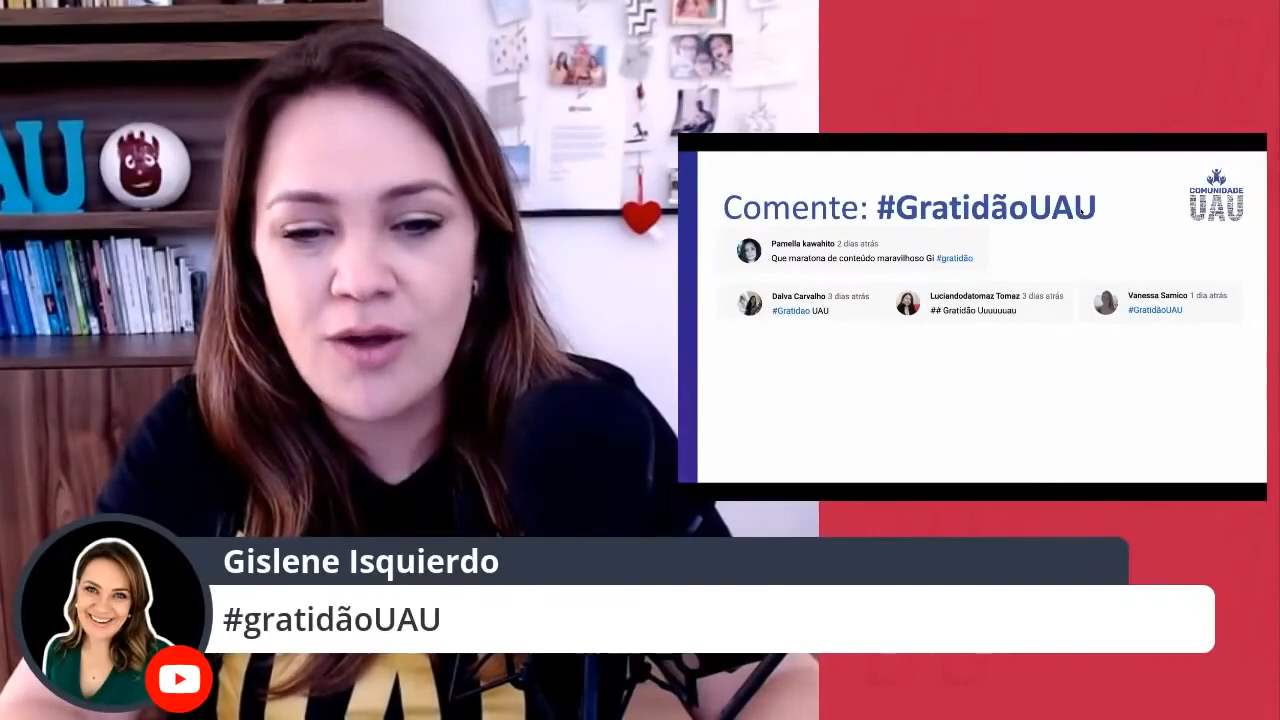 AU
Comente: #GratidãoUAU
COMUNIDADE
UAU
Pamella kawahito 2 dias atrás
Que maratona de conteúdo maravilhoso Gi #gratidão
Dalva Carvalho 3 dias atrás
#Gratidao UAU
Luciandodatomaz Tomaz 3 dias atrás
## Gratidão Uuuuuuau
Vanessa Samico 1 dia atrás
#GratidãoUAU
Gislene Isquierdo
#gratidãoUAU
UAU